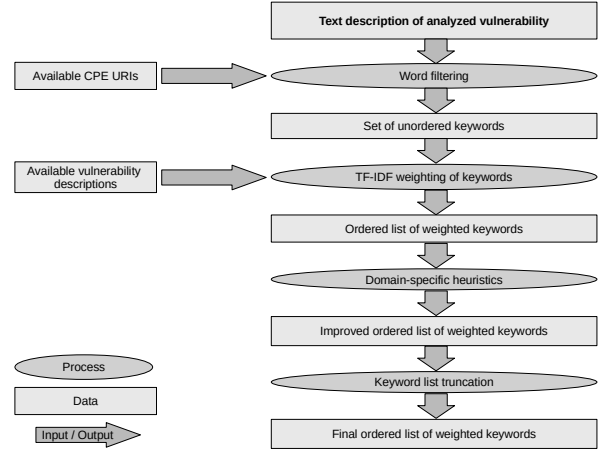 Text description of analyzed vulnerability
Available CPE URIs
Word filtering
Set of unordered keywords
Available vulnerability
descriptions
TF-IDF weighting of keywords
Ordered list of weighted keywords
Domain-specific heuristics
Improved ordered list of weighted keywords
Process
Keyword list truncation
Data
Input / Output
Final ordered list of weighted keywords